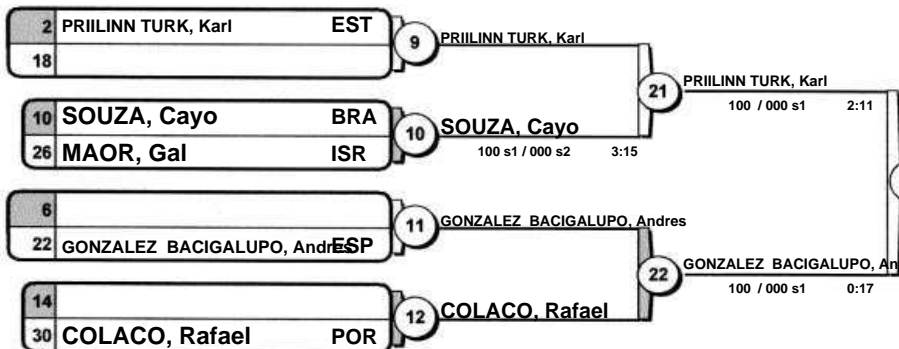 2 PRIILINN TURK, Karl EST
18
9 PRIILINN TURK, Karl
10 SOUZA, Cayo BRA
26 MAOR, Gal ISR
10 SOUZA, Cayo
100 s1 / 000 s2 3:15
21 PRIILINN TURK, Karl
100 / 000 s1 2:11
6
22 GONZALEZ BACIGALUPO, Andres ESP
11 GONZALEZ BACIGALUPO, Andres
14
30 COLACO, Rafael POR
12 COLACO, Rafael
22 GONZALEZ BACIGALUPO, An
100 / 000 s1 0:17